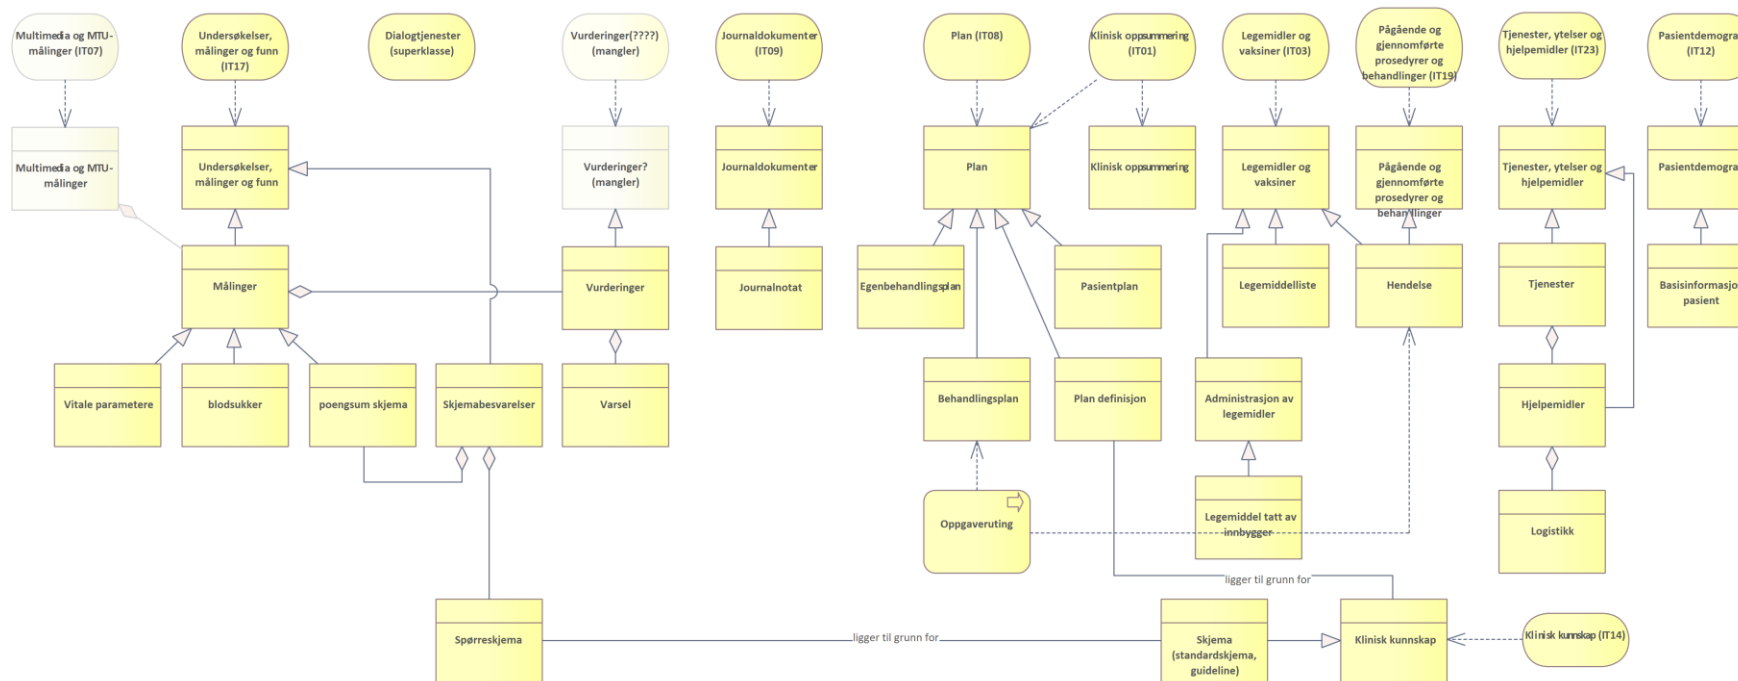 Multimedia og MTU-
målinger (IT07)
Undersøkelser,
målinger og funn
(IT17)
Dialogtjenester
(superklasse)
Vurderinger(????)
(mangler)
Journaldokumenter
(IT09)
Plan (IT08)
Klinisk oppsummering
(IT01)
Legemidler og
vaksiner (IT03)
Pågående og
gjennomførte
prosedyrer og
behandlinger (IT19)
Tjenester, ytelser og
hjelpemidler (IT23)
Pasientdemogra
(IT12)
Multimedia og MTU-
målinger
Undersøkelser,
målinger og funn
Vurderinger?
(mangler)
Journaldokumenter
Plan
Klinisk oppsummering
Legemidler og
vaksiner
Pågående og
gjennomførte
prosedyrer og
behandlinger
Tjenester, ytelser og
hjelpemidler
Pasientdemogra
Målinger
Vurderinger
Journalnotat
Egenbehandlingsplan
Pasientplan
Legemiddelliste
Hendelse
Tjenester
Basisinformasjo
pasient
Vitale parametere
blodsukker
poengsum skjema
Skjemabesvarelser
Varsel
Behandlingsplan
Plan definisjon
Administrasjon av
legemidler
Hjelpemidler
Oppgaveruting
Legemiddel tatt av
innbygger
Logistikk
ligger til grunn for
Spørreskjema
ligger til grunn for
Skjema
(standardskjema,
guideline)
Klinisk kunnskap
Klinisk kunnskap (IT14)